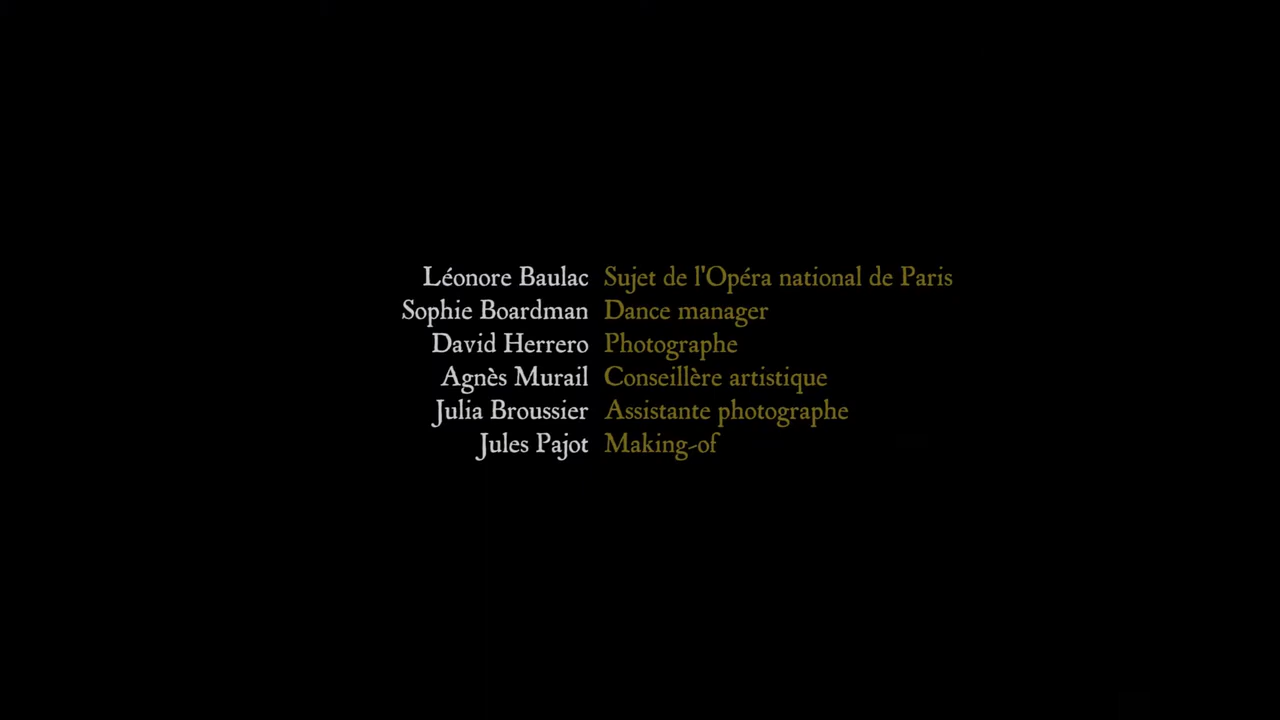 Léonore Baulac Sujet de l'Opéra national de Paris
Sophie Boardman Dance manager
David Herrero Photographe
Agnès Murail Conseillère artistique
Julia Broussier Assistante photographe
Jules Pajot Making-of